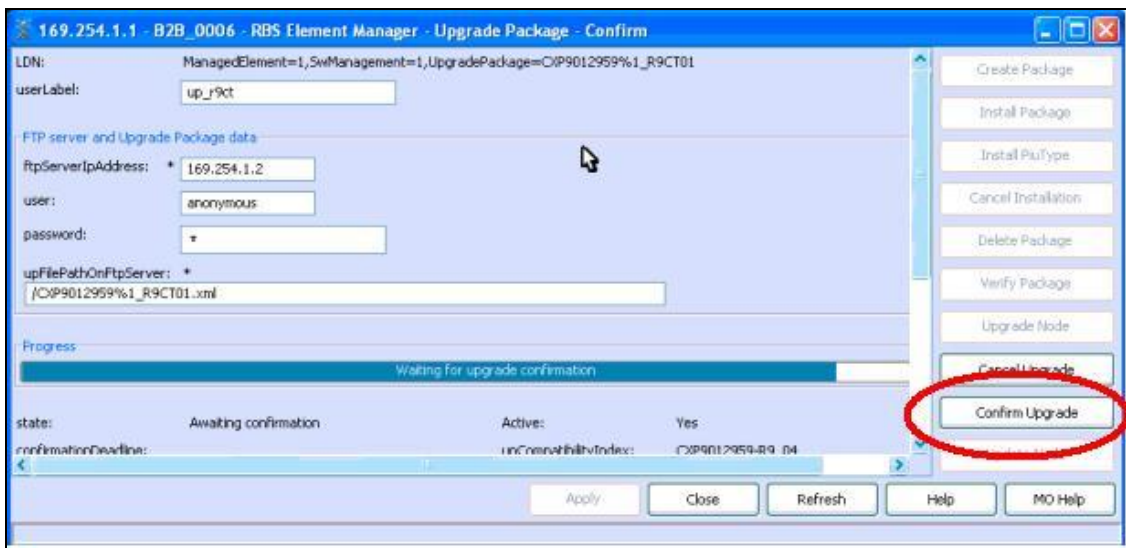 169.254.1.1 - B2B_0006 - RBS Element Manager - Upgrade Package - Confirm
LDN: ManagedElement=1,SwManagement=1,UpgradePackage=CXP9012959%1_R9CT01
userLabel: up_r9ct
FTP server and Upgrade Package data
ftpServerIpAddress: * 169.254.1.2
user: anonymous
password: *
upFilePathOnFtpServer: *
/CXP9012959%1_R9CT01.xml
Progress
Waiting for upgrade confirmation
state: Awaiting confirmation Active: Yes
confirmationDeadline: upCompatibilityIndex: CXP9012959-R9_04
Create Package
Install Package
Install PiuType
Cancel Installation
Delete Package
Verify Package
Upgrade Node
Cancel Upgrade
Confirm Upgrade
Apply Close Refresh Help MO Help